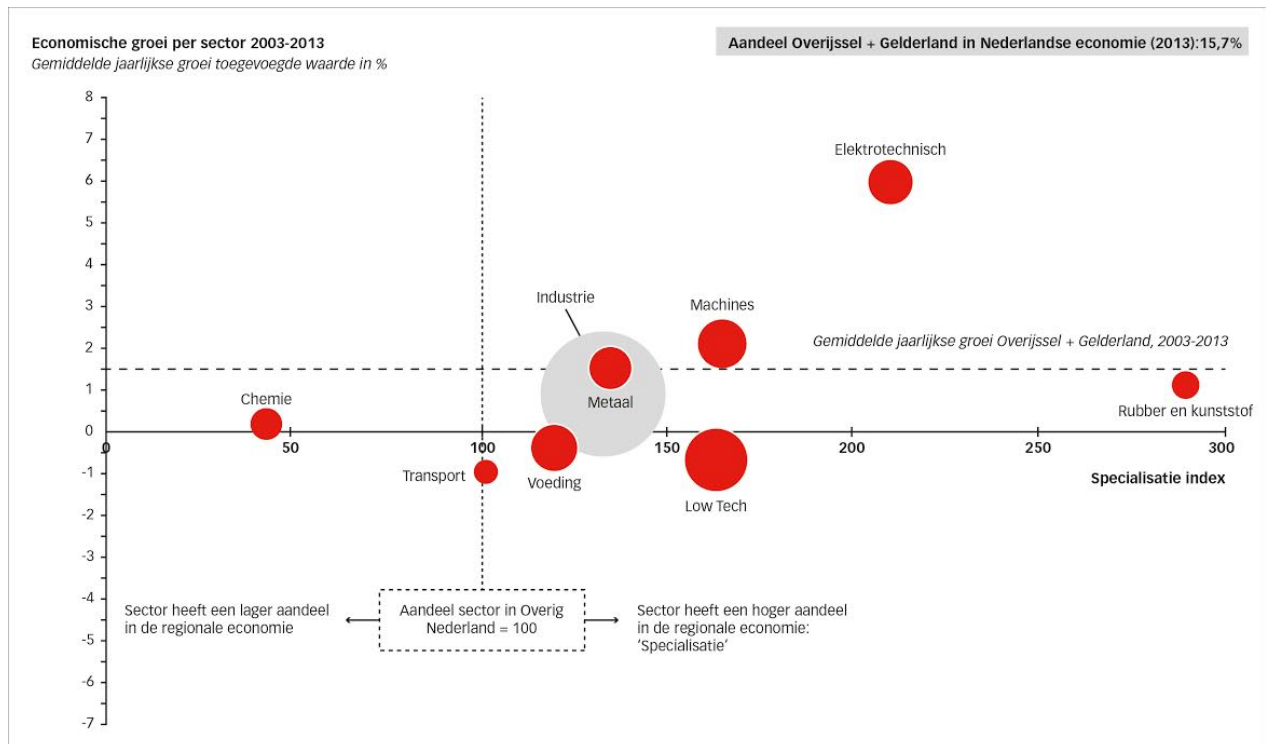 Economische groei per sector 2003-2013
Gemiddelde jaarlijkse groei toegevoegde waarde in %
Aandeel Overijssel + Gelderland in Nederlandse economie (2013):15,7%
8
7
6
5
4
3
2
1
0
-1
-2
-3
-4
-5
-6
-7
Elektrotechnisch
Industrie
Machines
Gemiddelde jaarlijkse groei Overijssel + Gelderland, 2003-2013
Chemie
Metaal
Rubber en kunststof
0
50
100
150
200
250
300
Transport
Voeding
Low Tech
Specialisatie index
Sector heeft een lager aandeel
in de regionale economie
Aandeel sector in Overig
Nederland = 100
Sector heeft een hoger aandeel
in de regionale economie:
‘Specialisatie’